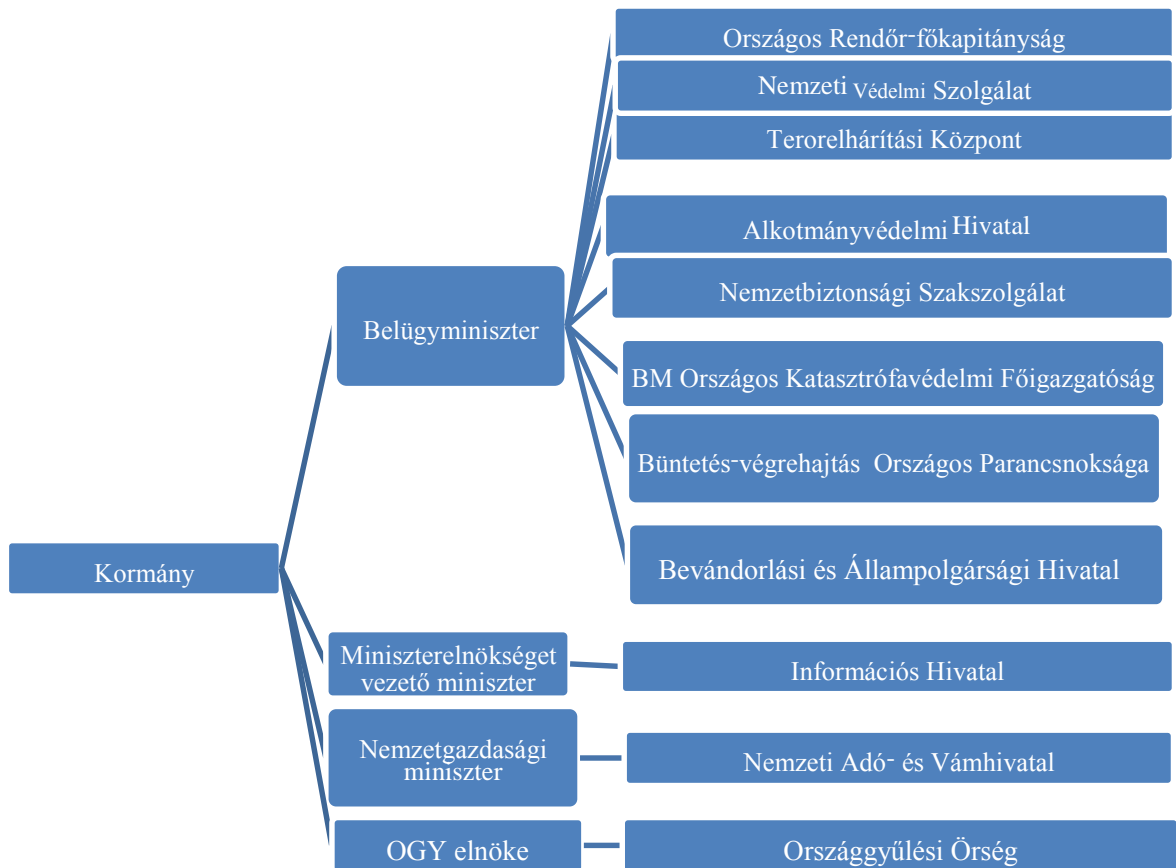 Országos Rendőr-főkapitányság
Nemzeti Védelmi Szolgálat
Terorelhárítási Központ
Alkotmányvédelmi Hivatal
Nemzetbiztonsági Szakszolgálat
Belügyminiszter
BM Országos Katasztrófavédelmi Főigazgatóság
Büntetés-végrehajtás Országos Parancsnoksága
Bevándorlási és Állampolgársági Hivatal
Kormány
Miniszterelnökséget
vezető miniszter
Információs Hivatal
Nemzetgazdasági
miniszter
Nemzeti Adó- és Vámhivatal
OGY elnöke
Országgyűlési Őrség